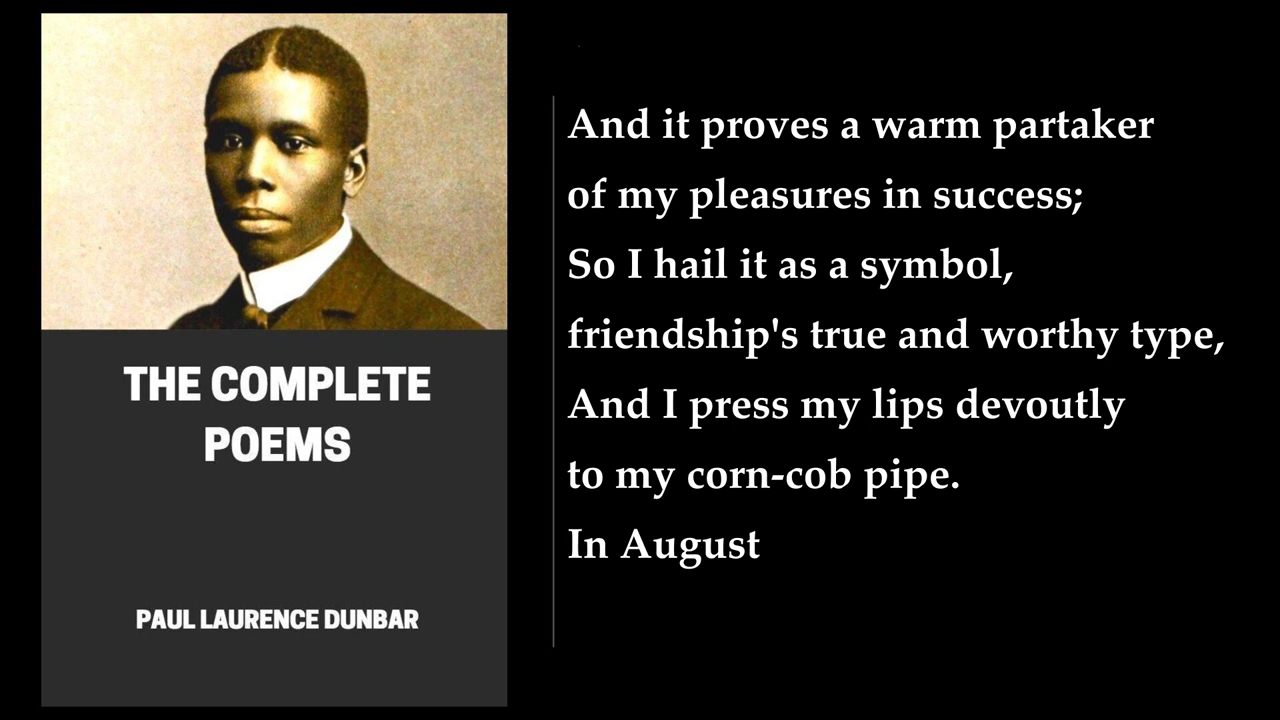 THE COMPLETE
POEMS
PAUL LAURENCE DUNBAR
And it proves a warm partaker
of my pleasures in success;
So I hail it as a symbol,
friendship's true and worthy type,
And I press my lips devoutly
to my corn-cob pipe.
In August